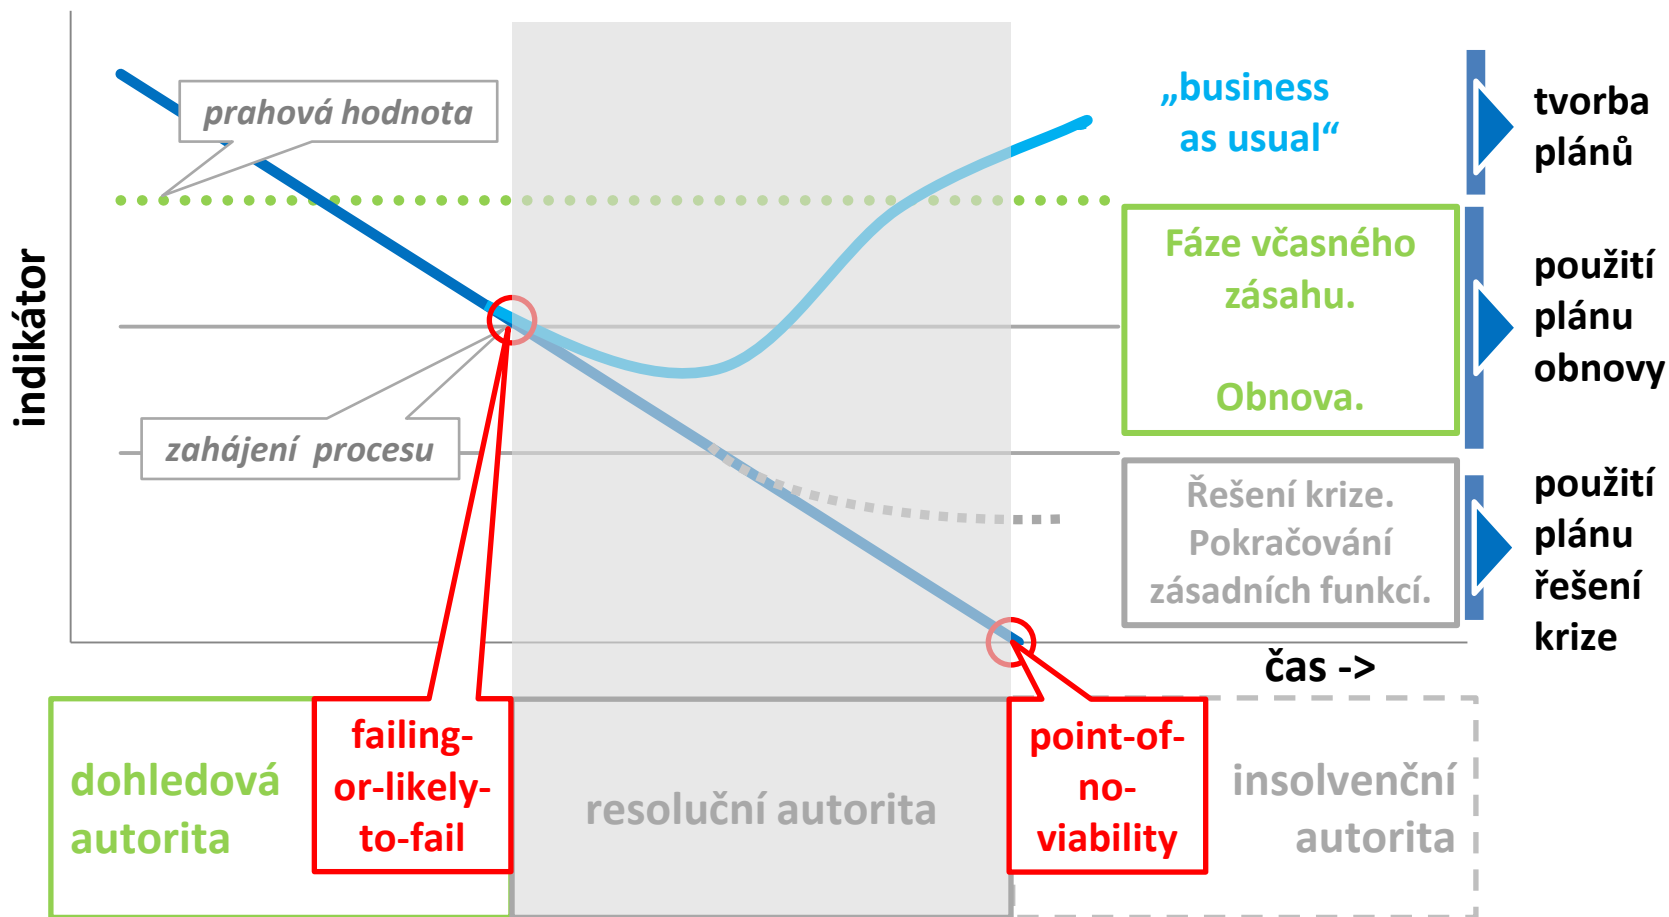 prahová hodnota
„business
as usual“
tvorba
plánů
Fáze včasného
zásahu.
Obnova.
použití
plánu
obnovy
indikátor
zahájení  procesu
Řešení krize.
Pokračování
zásadních funkcí.
použití
plánu
řešení
krize
čas ->
dohledová
autorita
failing-
or-likely-
to-fail
resoluční autorita
point-of-
no-
viability
insolvenční
autorita